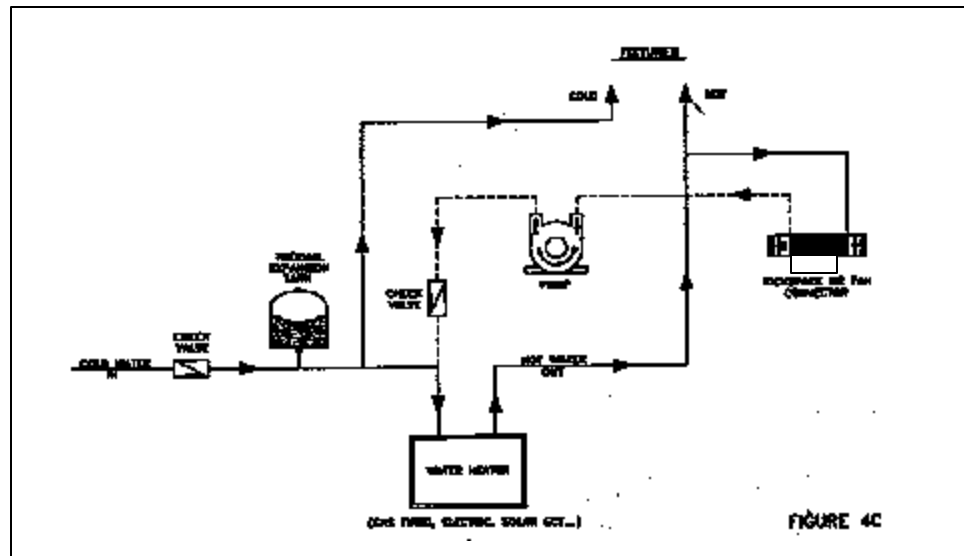 FIXTURES
COLD
HOT
THERMAL
EXPANSION
TANK
CHECK
VALVE
PUMP
CHECK
VALVE
COLD WATER
IN
HOT WATER
OUT
WATER HEATER
FAN
FIGURE 4C